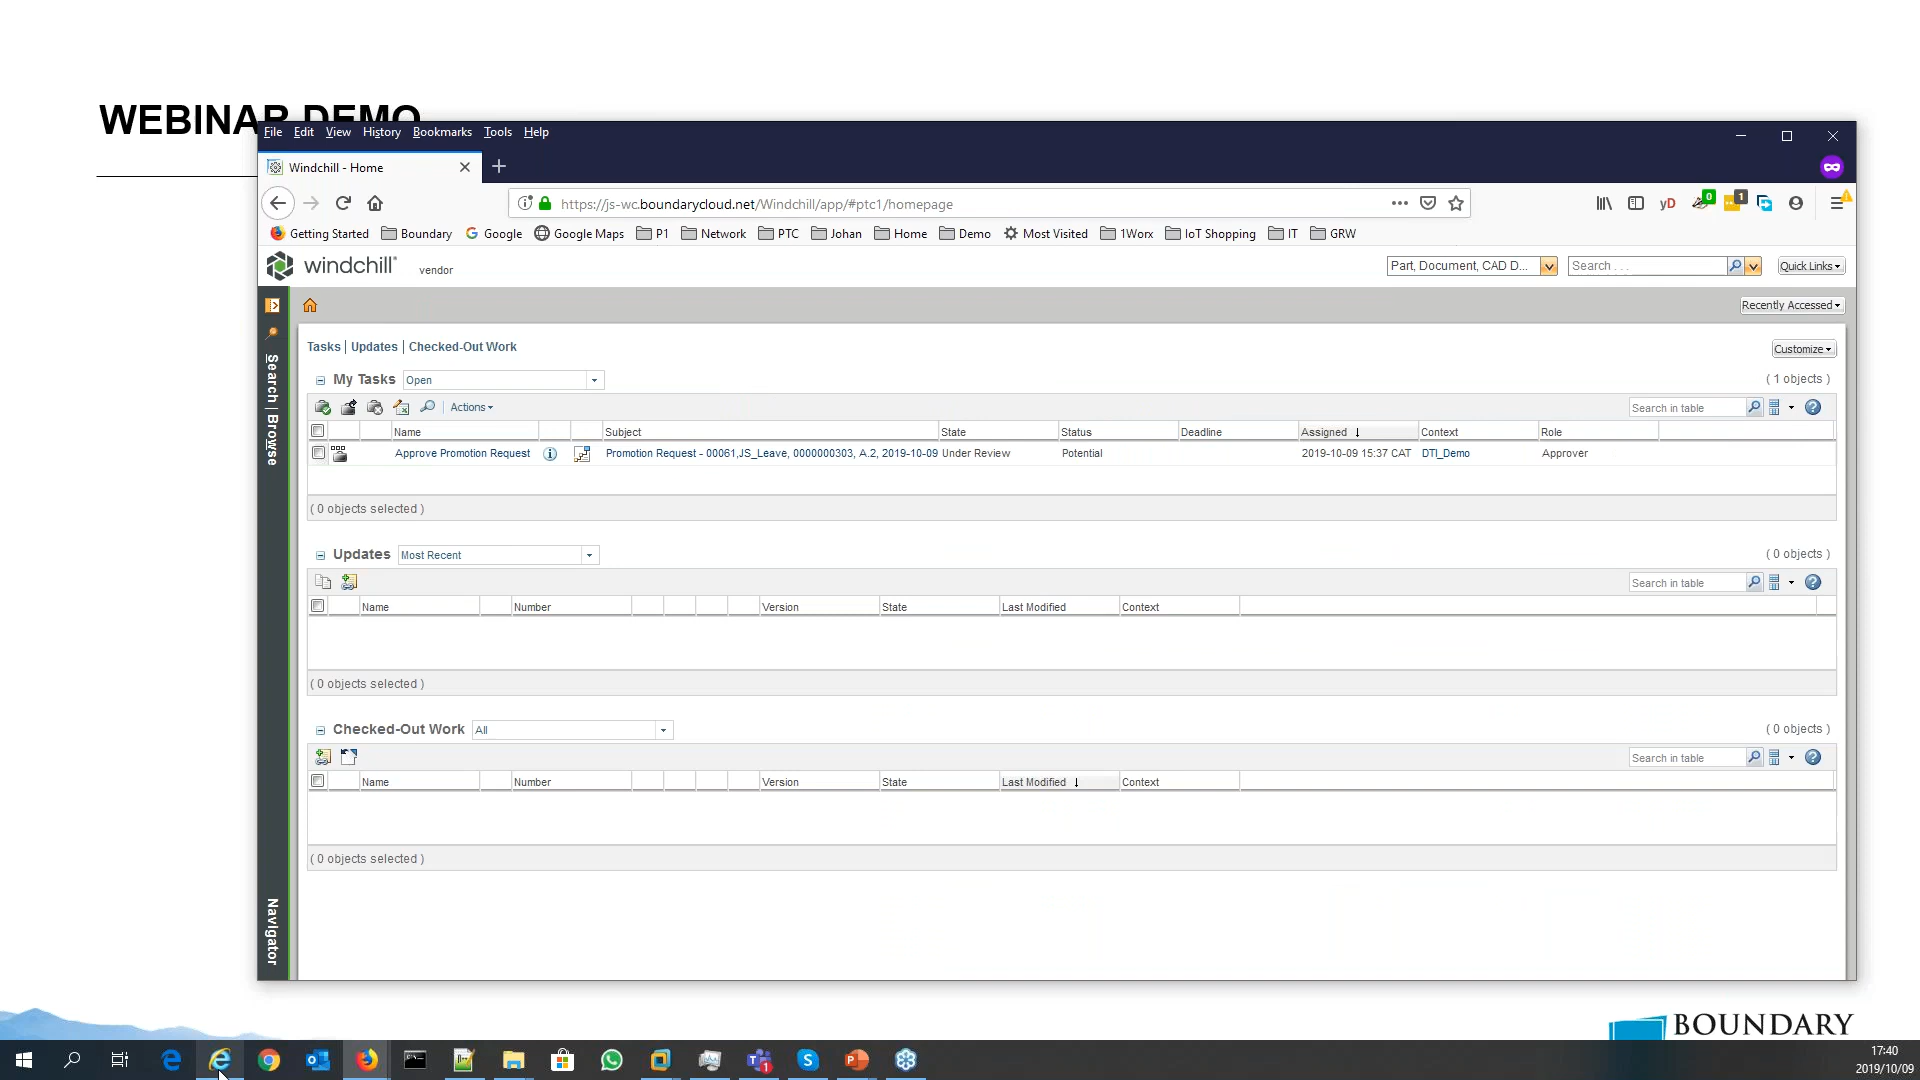 WEBINAR DEMO
File Edit View History Bookmarks Tools Help
Windchill - Home
https://js-wc.boundarycloud.net/Windchill/app/#ptc1/homepage
yD 0 1
Getting Started Boundary Google Google Maps P1 Network PTC Johan Home Demo Most Visited 1Worx IoT Shopping IT GRW
windchill vendor Part, Document, CAD D... Search . . . Quick Links
Recently Accessed
Search | Browse
Navigator
Tasks | Updates | Checked-Out Work Customize
My Tasks Open ( 1 objects )
Actions Search in table
Name Subject State Status Deadline Assigned ↓ Context Role
Approve Promotion Request Promotion Request - 00061,JS_Leave, 0000000303, A.2, 2019-10-09 Under Review Potential 2019-10-09 15:37 CAT DTI_Demo Approver
( 0 objects selected )
Updates Most Recent ( 0 objects )
Search in table
Name Number Version State Last Modified Context
( 0 objects selected )
Checked-Out Work All ( 0 objects )
Search in table
Name Number Version State Last Modified ↓ Context
( 0 objects selected )
BOUNDARY
17:40
2019/10/09